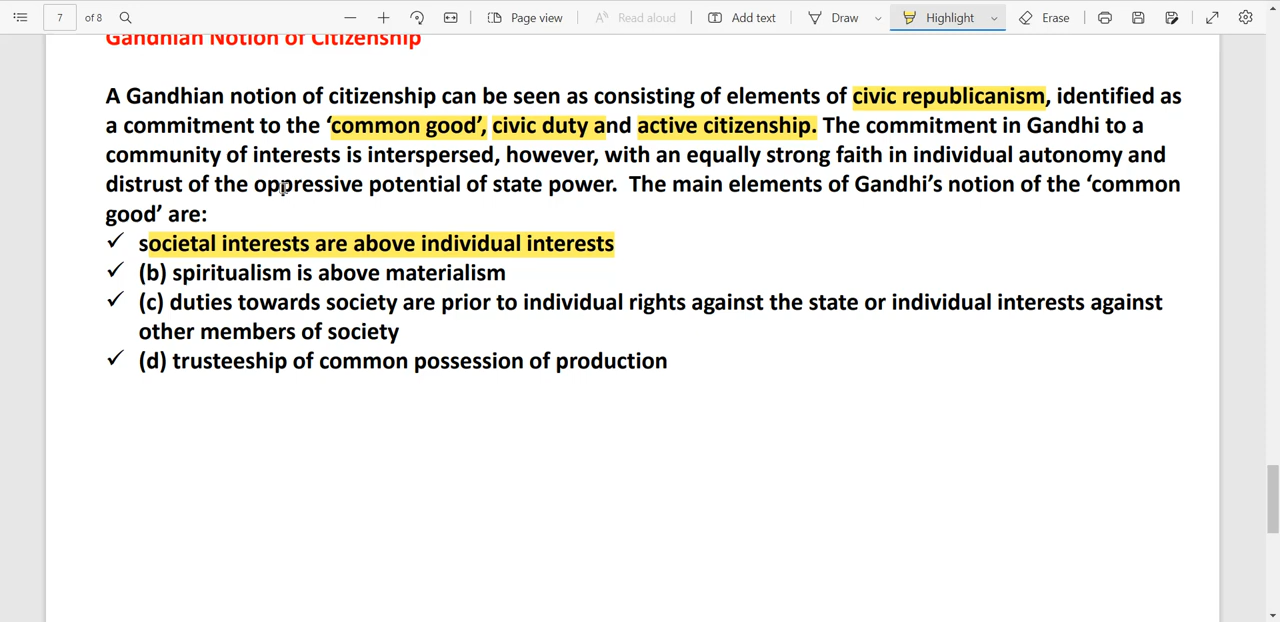 7 of 8
Page view
Read aloud
Add text
Draw
Highlight
Erase
Gandhian Notion of Citizenship
A Gandhian notion of citizenship can be seen as consisting of elements of civic republicanism, identified as
a commitment to the ‘common good’, civic duty and active citizenship. The commitment in Gandhi to a
community of interests is interspersed, however, with an equally strong faith in individual autonomy and
distrust of the oppressive potential of state power. The main elements of Gandhi’s notion of the ‘common
good’ are:
✓ societal interests are above individual interests
✓ (b) spiritualism is above materialism
✓ (c) duties towards society are prior to individual rights against the state or individual interests against
other members of society
✓ (d) trusteeship of common possession of production